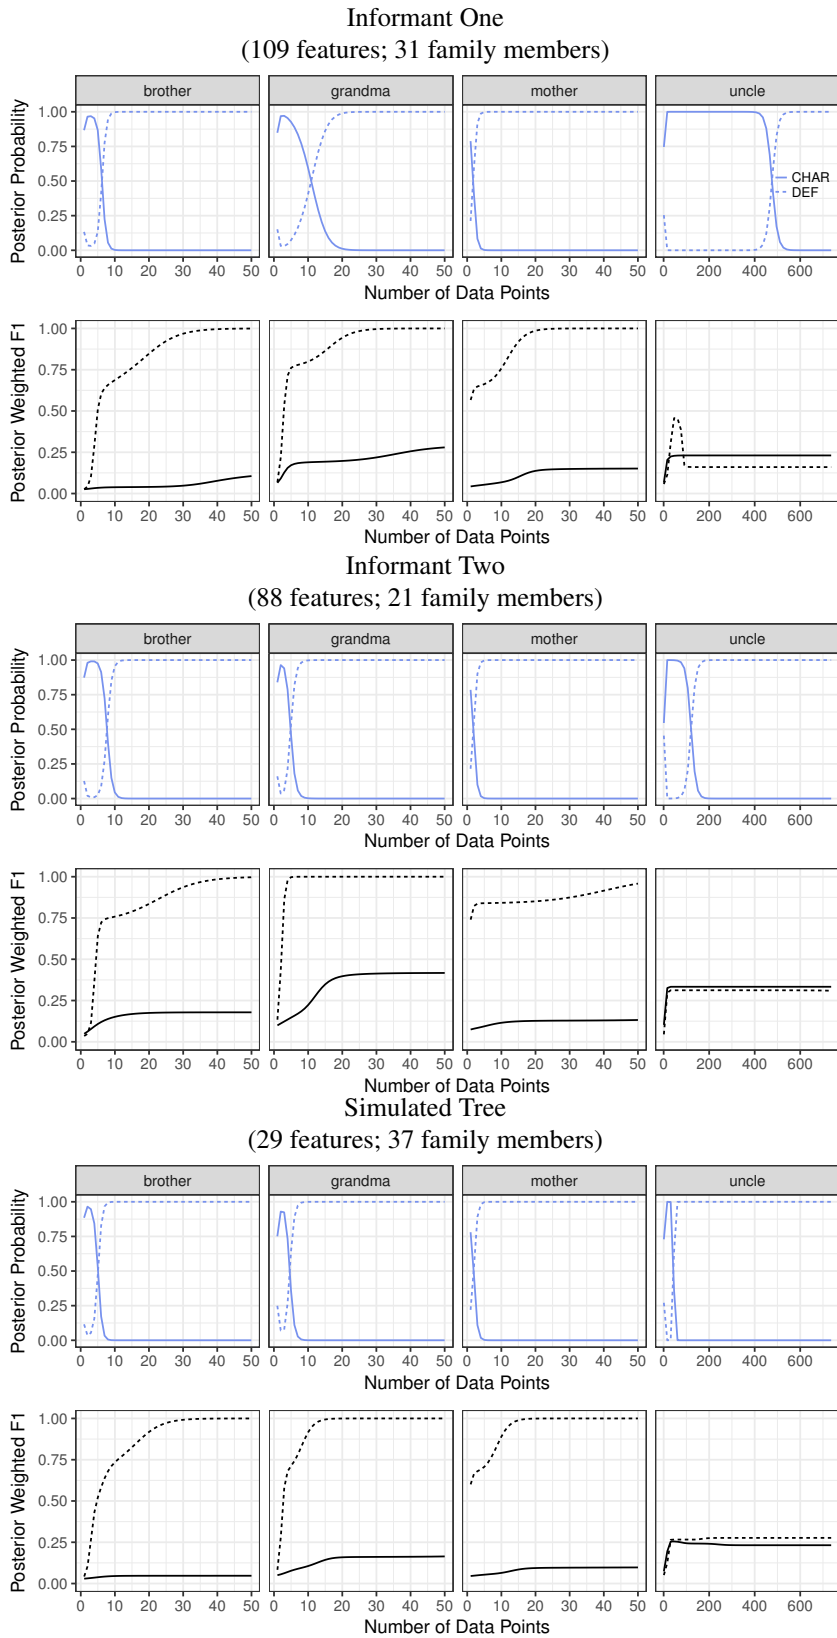 Informant One
(109 features; 31 family members)
brother grandma mother uncle
Posterior Probability
1.00
0.75
0.50
0.25
0.00
CHAR
DEF
0 10 20 30 40 50 0 10 20 30 40 50 0 10 20 30 40 50 0 200 400 600
Number of Data Points
Posterior Weighted F1
1.00
0.75
0.50
0.25
0.00
0 10 20 30 40 50 0 10 20 30 40 50 0 10 20 30 40 50 0 200 400 600
Number of Data Points
Informant Two
(88 features; 21 family members)
brother grandma mother uncle
Posterior Probability
1.00
0.75
0.50
0.25
0.00
0 10 20 30 40 50 0 10 20 30 40 50 0 10 20 30 40 50 0 200 400 600
Number of Data Points
Posterior Weighted F1
1.00
0.75
0.50
0.25
0.00
0 10 20 30 40 50 0 10 20 30 40 50 0 10 20 30 40 50 0 200 400 600
Number of Data Points
Simulated Tree
(29 features; 37 family members)
brother grandma mother uncle
Posterior Probability
1.00
0.75
0.50
0.25
0.00
0 10 20 30 40 50 0 10 20 30 40 50 0 10 20 30 40 50 0 200 400 600
Number of Data Points
Posterior Weighted F1
1.00
0.75
0.50
0.25
0.00
0 10 20 30 40 50 0 10 20 30 40 50 0 10 20 30 40 50 0 200 400 600
Number of Data Points